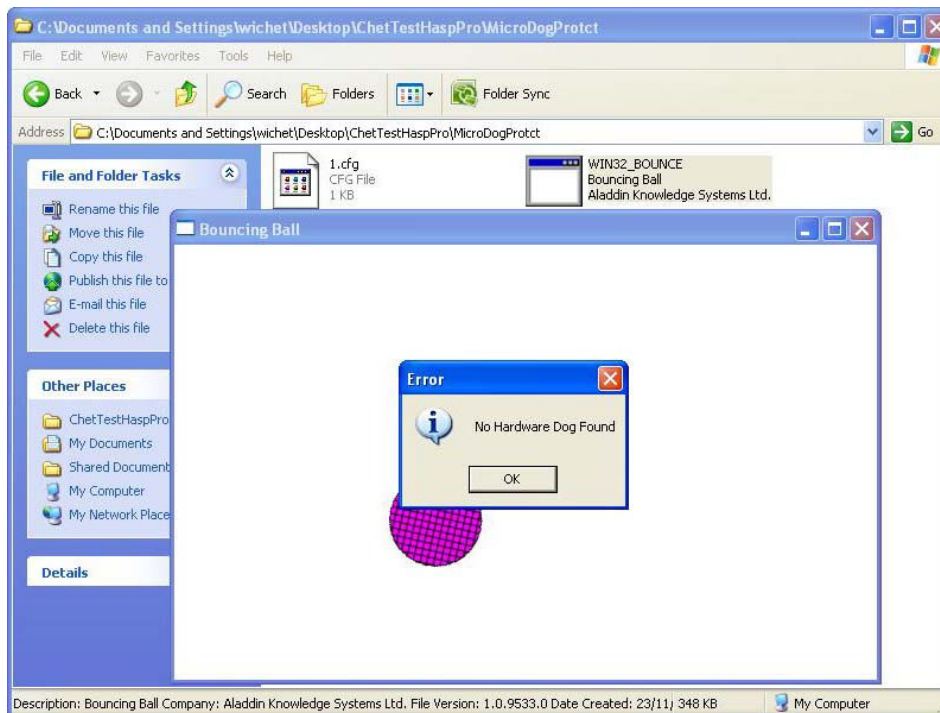 C:\Documents and Settings\wichet\Desktop\ChetTestHaspPro\MicroDogProtct
File Edit View Favorites Tools Help
Back Search Folders Folder Sync
Address C:\Documents and Settings\wichet\Desktop\ChetTestHaspPro\MicroDogProtct Go
File and Folder Tasks
Rename this file
Move this file
Copy this file
Publish this file to
E-mail this file
Delete this file
Other Places
ChetTestHaspPro
My Documents
Shared Document
My Computer
My Network Place
Details
1.cfg
CFG File
1 KB
WIN32_BOUNCE
Bouncing Ball
Aladdin Knowledge Systems Ltd.
Bouncing Ball
Error
No Hardware Dog Found
OK
Description: Bouncing Ball Company: Aladdin Knowledge Systems Ltd. File Version: 1.0.9533.0 Date Created: 23/11/ 348 KB My Computer